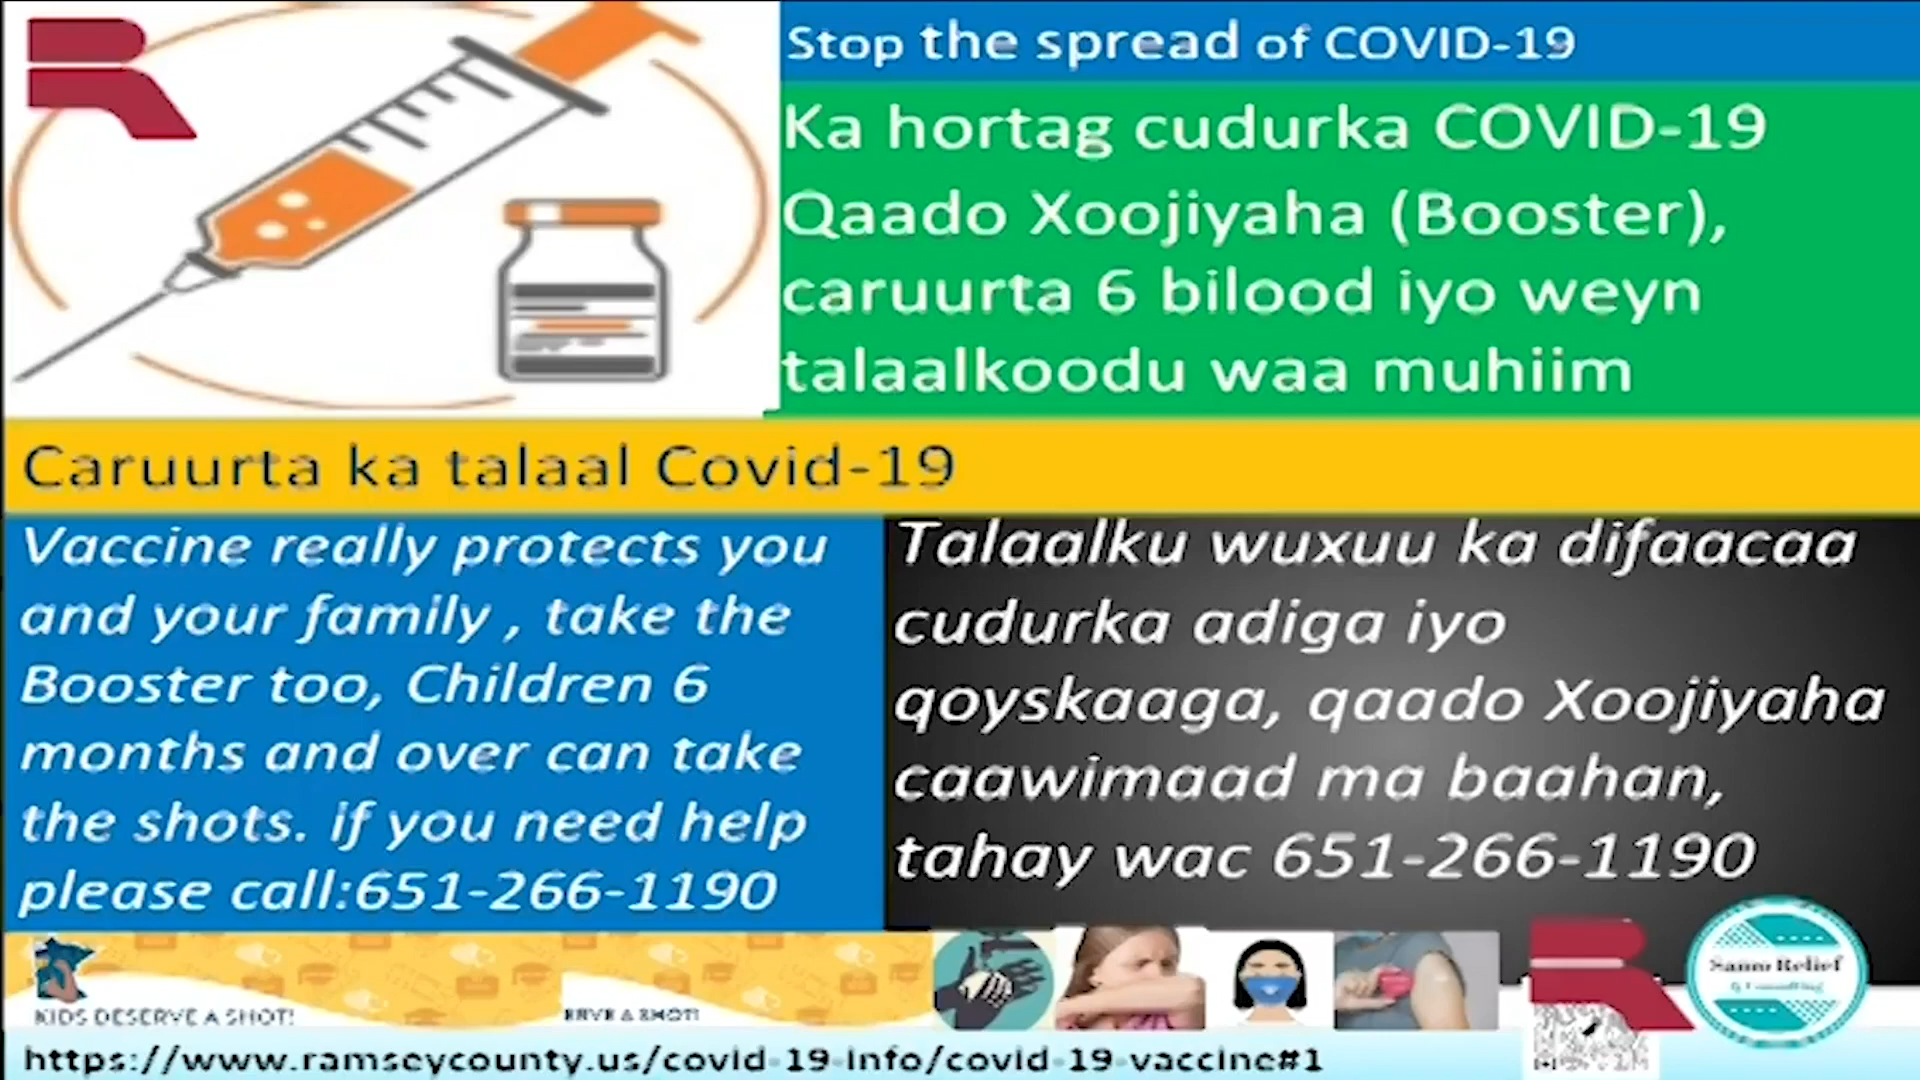 Stop the spread of COVID-19
Ka hortag cudurka COVID-19
Qaado Xoojiyaha (Booster),
caruurta 6 bilood iyo weyn
talaalkoodu waa muhiim
Caruurta ka talaal Covid-19
Vaccine really protects you
and your family , take the
Booster too, Children 6
months and over can take
the shots. if you need help
please call:651-266-1190
Talaalku wuxuu ka difaacaa
cudurka adiga iyo
qoyskaaga, qaado Xoojiyaha
caawimaad ma baahan,
tahay wac 651-266-1190
KIDS DESERVE A SHOT!
A SHOT!
Relief
https://www.ramseycounty.us/covid-19-info/covid-19-vaccine#1